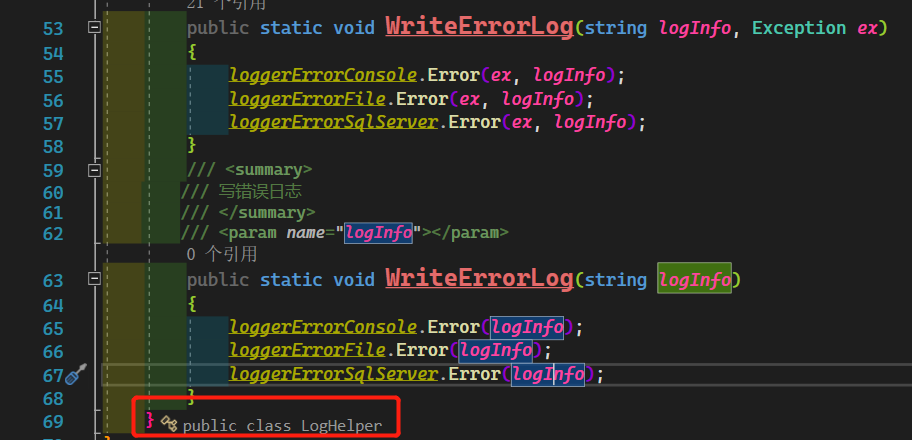 21 个引用
53 public static void WriteErrorLog(string logInfo, Exception ex)
54 {
55 loggerErrorConsole.Error(ex, logInfo);
56 loggerErrorFile.Error(ex, logInfo);
57 loggerErrorSqlServer.Error(ex, logInfo);
58 }
59 /// <summary>
60 /// 写错误日志
61 /// </summary>
62 /// <param name="logInfo"></param>
0 个引用
63 public static void WriteErrorLog(string logInfo)
64 {
65 loggerErrorConsole.Error(logInfo);
66 loggerErrorFile.Error(logInfo);
67 loggerErrorSqlServer.Error(logInfo);
68 }
69 } public class LogHelper